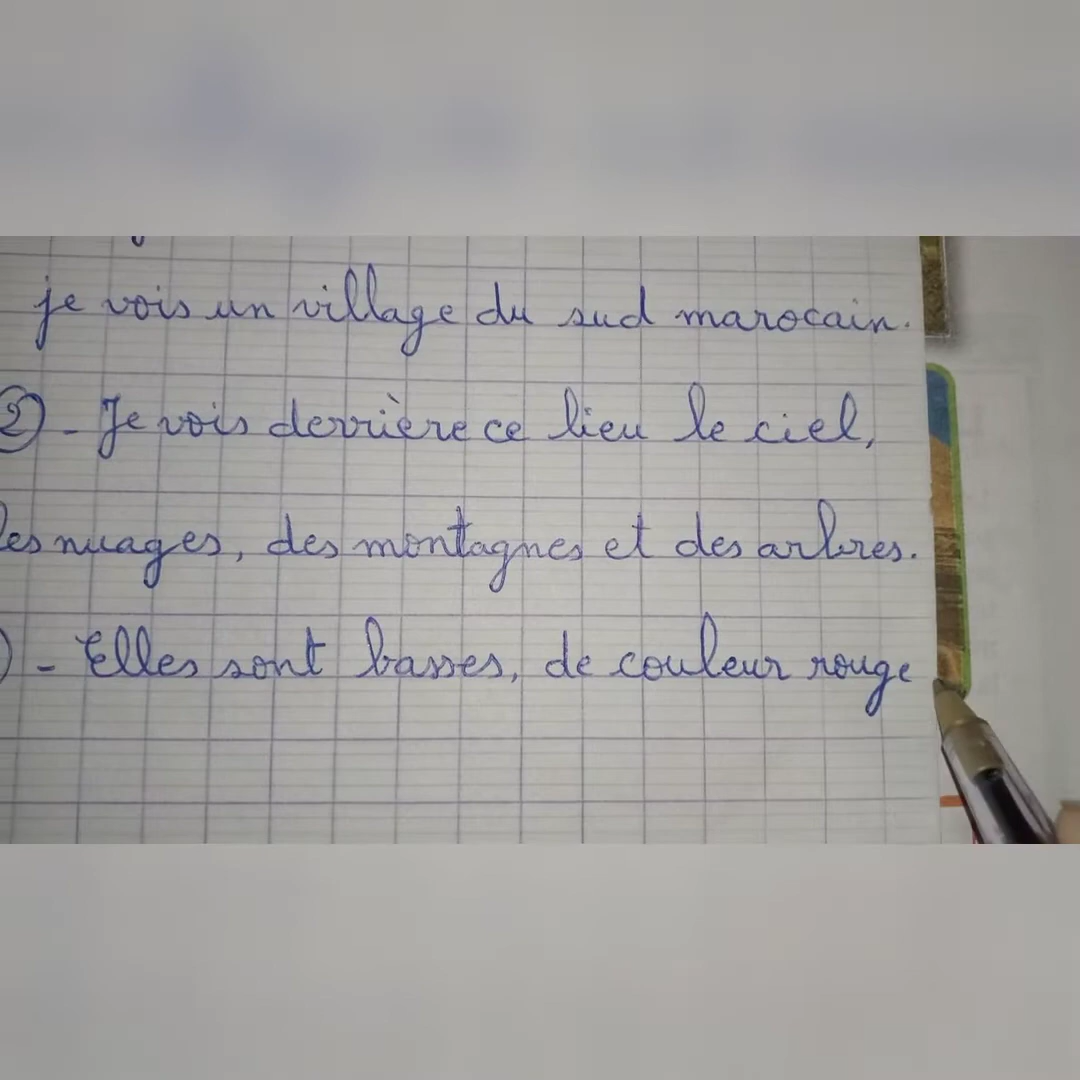 je vois un village du sud marocain.
2) - Je vois derrière ce lieu le ciel,
les nuages, des montagnes et des arbres.
) - Elles sont basses, de couleur rouge